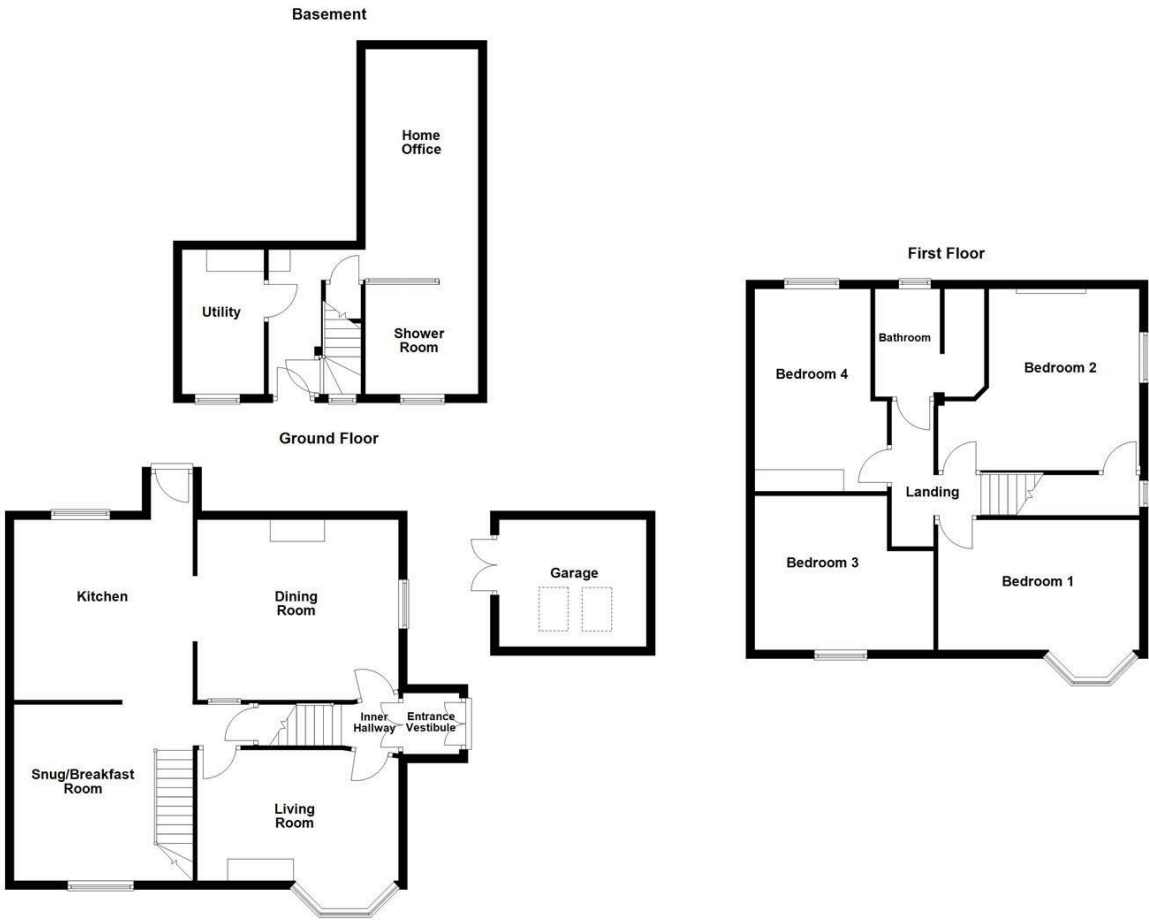 Basement
Home
Office
Utility
Shower
Room
Ground Floor
Kitchen
Dining
Room
Garage
Inner
Hallway
Entrance
Vestibule
Snug/Breakfast
Room
Living
Room
First Floor
Bathroom
Bedroom 4
Bedroom 2
Landing
Bedroom 3
Bedroom 1